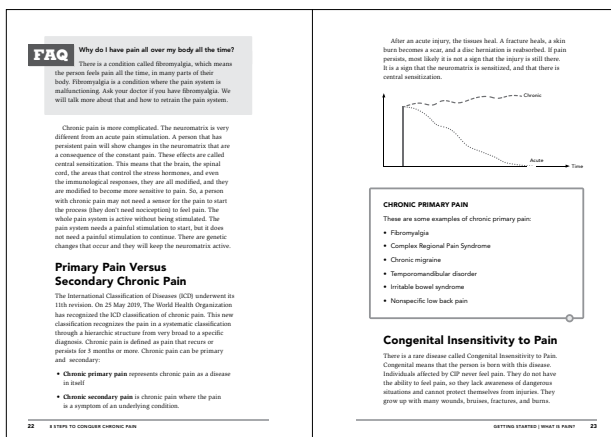 FAQ
Why do I have pain all over my body all the time?
There is a condition called fibromyalgia, which means
the person feels pain all the time, in many parts of their
body. Fibromyalgia is a condition where the pain system is
malfunctioning. Ask your doctor if you have fibromyalgia. We
will talk more about that and how to retrain the pain system.
Chronic pain is more complicated. The neuromatrix is very
different from an acute pain stimulation. A person that has
persistent pain will show changes in the neuromatrix that are
a consequence of the constant pain. These effects are called
central sensitization. This means that the brain, the spinal
cord, the areas that control the stress hormones, and even
the immunological responses, they are all modified, and they
are modified to become more sensitive to pain. So, a person
with chronic pain may not need a sensor for the pain to start
the process (they don't need nociception) to feel pain. The
whole pain system is active without being stimulated. The
pain system needs a painful stimulation to start, but it does
not need a painful stimulation to continue. There are genetic
changes that occur and they will keep the neuromatrix active.
Primary Pain Versus
Secondary Chronic Pain
The International Classification of Diseases (ICD) underwent its
11th revision. On 25 May 2019, The World Health Organization
has recognized the ICD classification of chronic pain. This new
classification recognizes the pain in a systematic classification
through a hierarchic structure from very broad to a specific
diagnosis. Chronic pain is defined as pain that recurs or
persists for 3 months or more. Chronic pain can be primary
and secondary:
• Chronic primary pain represents chronic pain as a disease
in itself
• Chronic secondary pain is chronic pain where the pain
is a symptom of an underlying condition.
22 8 STEPS TO CONQUER CHRONIC PAIN
After an acute injury, the tissues heal. A fracture heals, a skin
burn becomes a scar, and a disc herniation is reabsorbed. If pain
persists, most likely it is not a sign that the injury is still there.
It is a sign that the neuromatrix is sensitized, and that there is
central sensitization.
Chronic
Acute
Time
CHRONIC PRIMARY PAIN
These are some examples of chronic primary pain:
• Fibromyalgia
• Complex Regional Pain Syndrome
• Chronic migraine
• Temporomandibular disorder
• Irritable bowel syndrome
• Nonspecific low back pain
Congenital Insensitivity to Pain
There is a rare disease called Congenital Insensitivity to Pain.
Congenital means that the person is born with this disease.
Individuals affected by CIP never feel pain. They do not have
the ability to feel pain, so they lack awareness of dangerous
situations and cannot protect themselves from injuries. They
grow up with many wounds, bruises, fractures, and burns.
GETTING STARTED | WHAT IS PAIN? 23